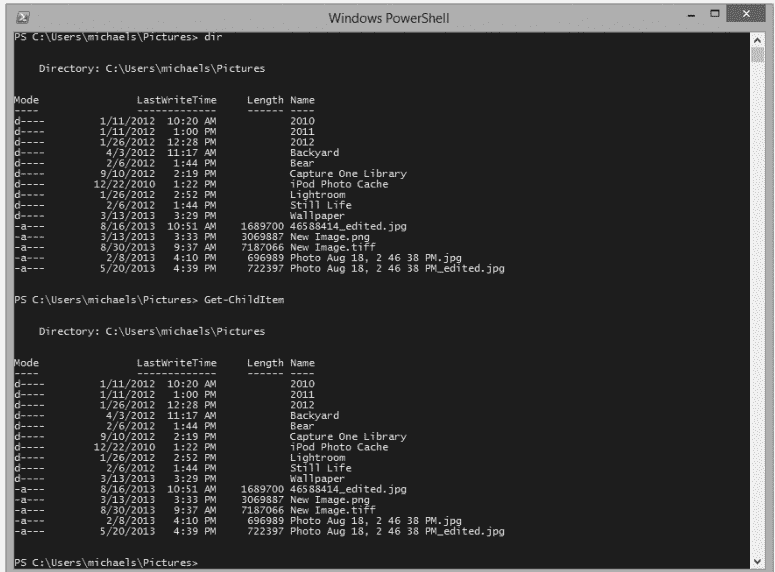 Windows PowerShell
PS C:\Users\michaels\Pictures> dir
Directory: C:\Users\michaels\Pictures
Mode LastWriteTime Length Name
---- ------------- ------ ----
d---- 1/11/2012 10:20 AM 2010
d---- 1/11/2012 1:00 PM 2011
d---- 1/26/2012 12:28 PM 2012
d---- 4/3/2012 11:17 AM Backyard
d---- 2/6/2012 1:44 PM Bear
d---- 9/10/2012 2:19 PM Capture One Library
d---- 12/22/2010 1:22 PM iPod Photo Cache
d---- 1/26/2012 2:52 PM Lightroom
d---- 2/6/2012 1:44 PM Still Life
d---- 3/13/2013 3:29 PM Wallpaper
-a--- 8/16/2013 10:51 AM 1689700 46588414_edited.jpg
-a--- 3/13/2013 3:33 PM 3069887 New Image.png
-a--- 8/30/2013 9:37 AM 7187066 New Image.tiff
-a--- 2/8/2013 4:10 PM 696989 Photo Aug 18, 2 46 38 PM.jpg
-a--- 5/20/2013 4:39 PM 722397 Photo Aug 18, 2 46 38 PM_edited.jpg
PS C:\Users\michaels\Pictures> Get-ChildItem
Directory: C:\Users\michaels\Pictures
Mode LastWriteTime Length Name
---- ------------- ------ ----
d---- 1/11/2012 10:20 AM 2010
d---- 1/11/2012 1:00 PM 2011
d---- 1/26/2012 12:28 PM 2012
d---- 4/3/2012 11:17 AM Backyard
d---- 2/6/2012 1:44 PM Bear
d---- 9/10/2012 2:19 PM Capture One Library
d---- 12/22/2010 1:22 PM iPod Photo Cache
d---- 1/26/2012 2:52 PM Lightroom
d---- 2/6/2012 1:44 PM Still Life
d---- 3/13/2013 3:29 PM Wallpaper
-a--- 8/16/2013 10:51 AM 1689700 46588414_edited.jpg
-a--- 3/13/2013 3:33 PM 3069887 New Image.png
-a--- 8/30/2013 9:37 AM 7187066 New Image.tiff
-a--- 2/8/2013 4:10 PM 696989 Photo Aug 18, 2 46 38 PM.jpg
-a--- 5/20/2013 4:39 PM 722397 Photo Aug 18, 2 46 38 PM_edited.jpg
PS C:\Users\michaels\Pictures>